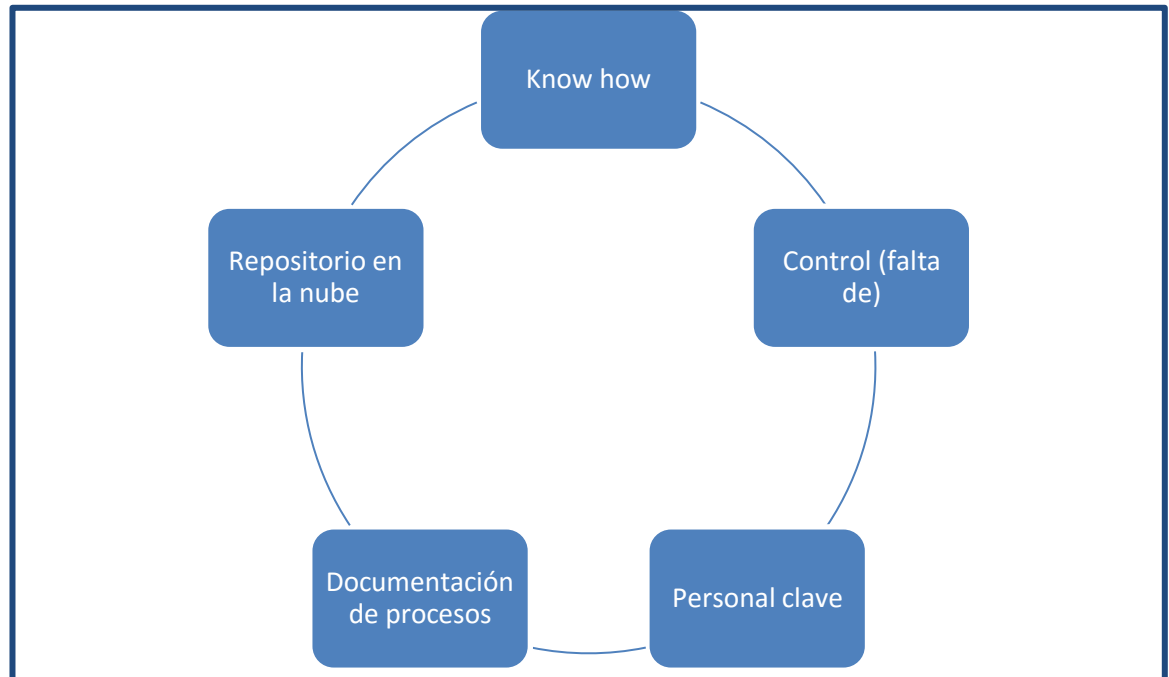 Know how
Control (falta
de)
Personal clave
Documentación
de procesos
Repositorio en
la nube